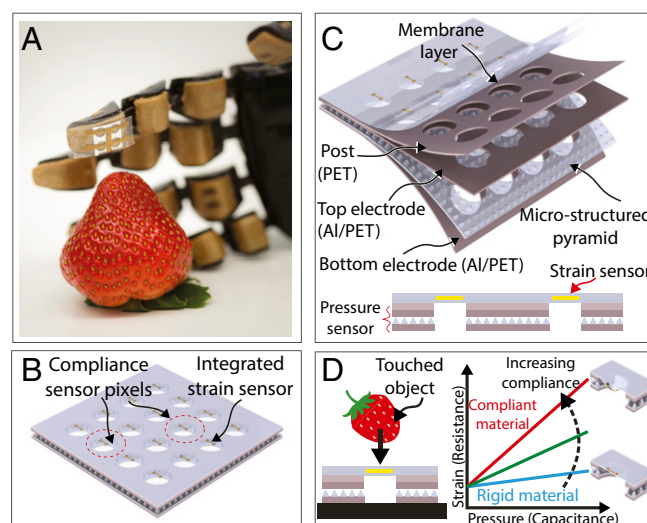 A
B
Compliance
sensor pixels
Integrated
strain sensor
C
Membrane
layer
Post
(PET)
Top electrode
(Al/PET)
Bottom electrode (Al/PET)
Micro-structured
pyramid
Strain sensor
Pressure
sensor
D
Touched
object
Strain (Resistance)
Increasing
compliance
Compliant
material
Rigid material
Pressure (Capacitance)